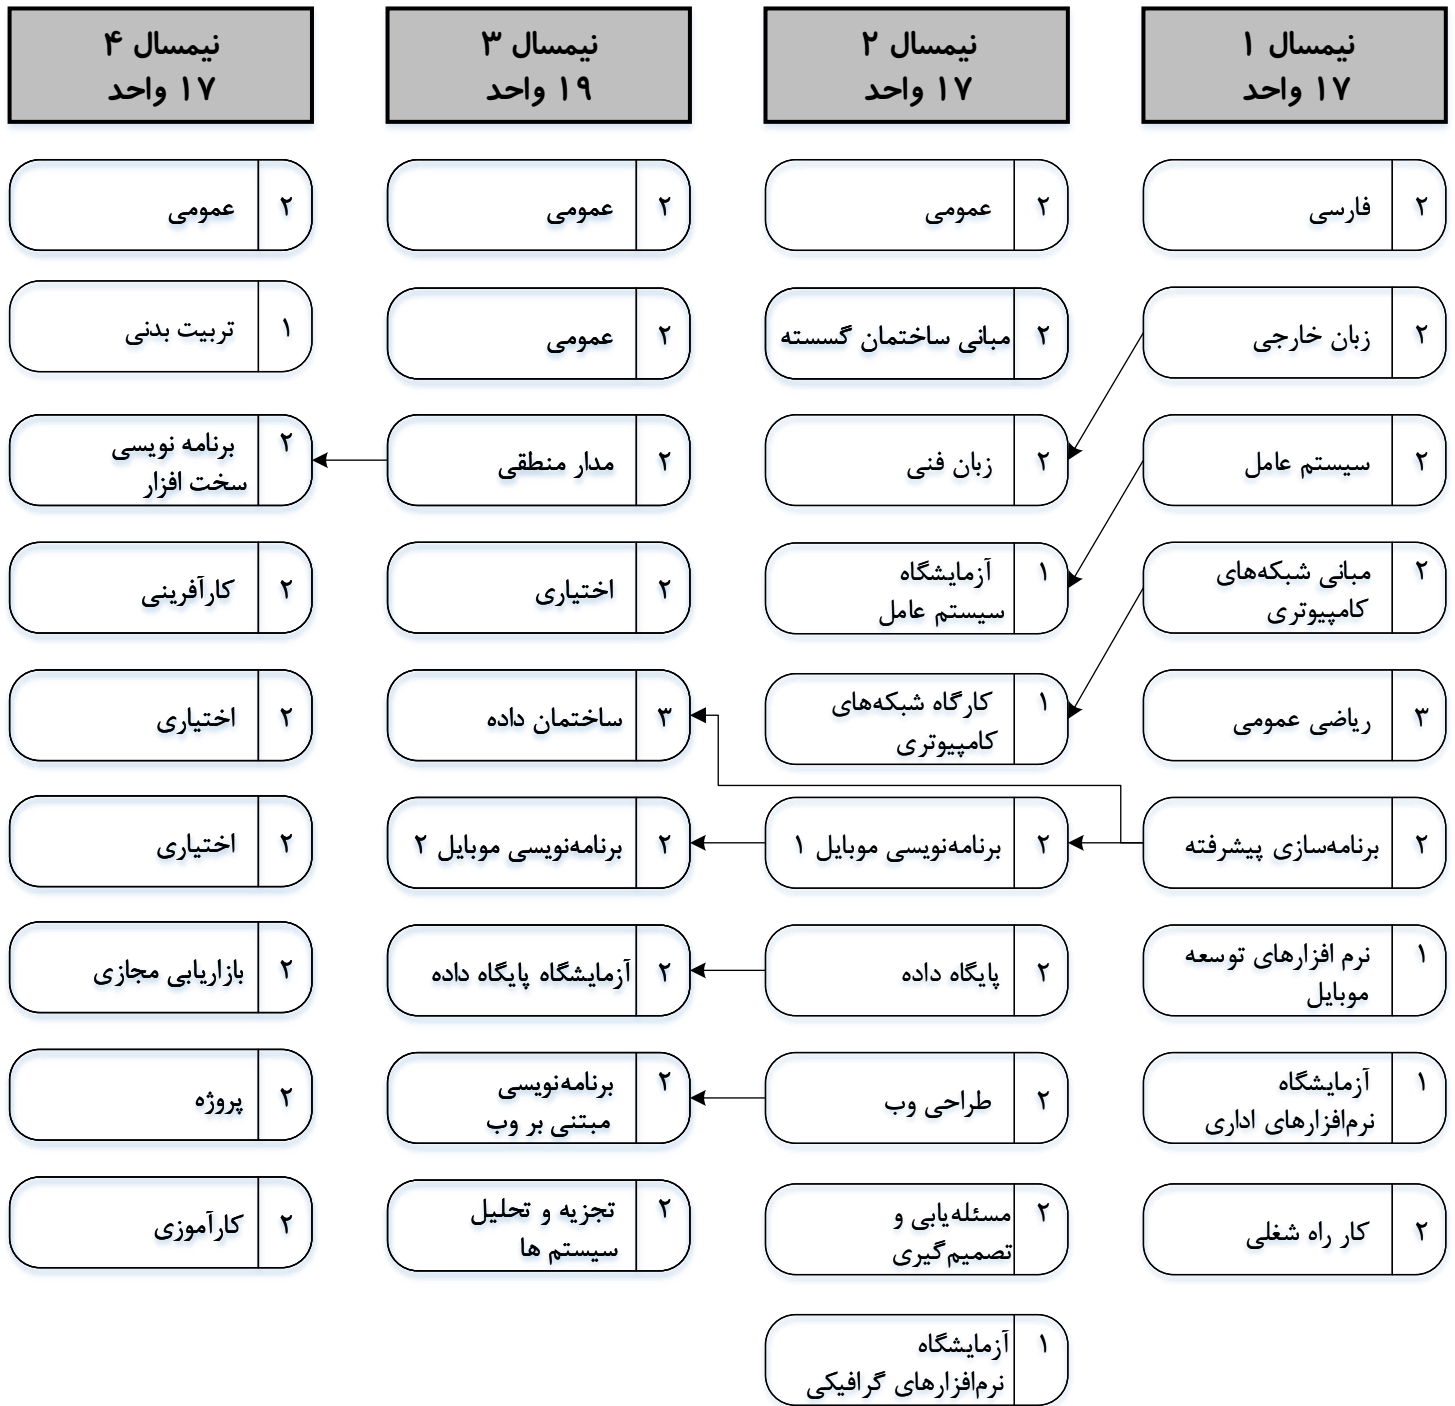 نیمسال ۱
۱۷ واحد
۲ فارسی
۲ زبان خارجی
۲ سیستم عامل
۲ مبانی شبکه‌های
کامپیوتری
۳ ریاضی عمومی
۲ برنامه‌سازی پیشرفته
۱ نرم افزارهای توسعه
موبایل
۱ آزمایشگاه
نرم‌افزارهای اداری
۲ کار راه شغلی
نیمسال ۲
۱۷ واحد
۲ عمومی
۲ مبانی ساختمان گسسته
۲ زبان فنی
۱ آزمایشگاه
سیستم عامل
۱ کارگاه شبکه‌های
کامپیوتری
۲ برنامه‌نویسی موبایل ۱
۲ پایگاه داده
۲ طراحی وب
۲ مسئله‌یابی و
تصمیم‌گیری
۱ آزمایشگاه
نرم‌افزارهای گرافیکی
نیمسال ۳
۱۹ واحد
۲ عمومی
۲ عمومی
۲ مدار منطقی
۲ اختیاری
۳ ساختمان داده
۲ برنامه‌نویسی موبایل ۲
۲ آزمایشگاه پایگاه داده
۲ برنامه‌نویسی
مبتنی بر وب
۲ تجزیه و تحلیل
سیستم ها
نیمسال ۴
۱۷ واحد
۲ عمومی
۱ تربیت بدنی
۲ برنامه نویسی
سخت افزار
۲ کارآفرینی
۲ اختیاری
۲ اختیاری
۲ بازاریابی مجازی
۲ پروژه
۲ کارآموزی